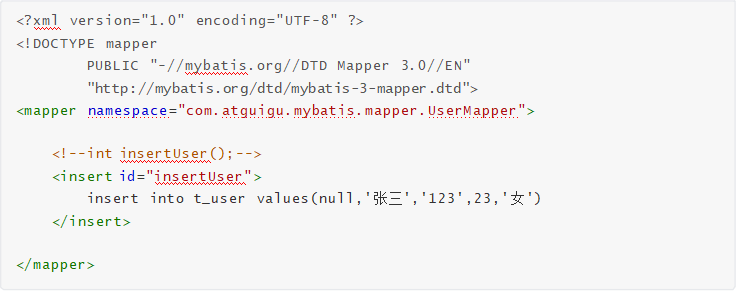 <?xml version="1.0" encoding="UTF-8" ?>
<!DOCTYPE mapper
PUBLIC "-//mybatis.org//DTD Mapper 3.0//EN"
"http://mybatis.org/dtd/mybatis-3-mapper.dtd">
<mapper namespace="com.atguigu.mybatis.mapper.UserMapper">
<!--int insertUser();-->
<insert id="insertUser">
insert into t_user values(null,'张三','123',23,'女')
</insert>
</mapper>